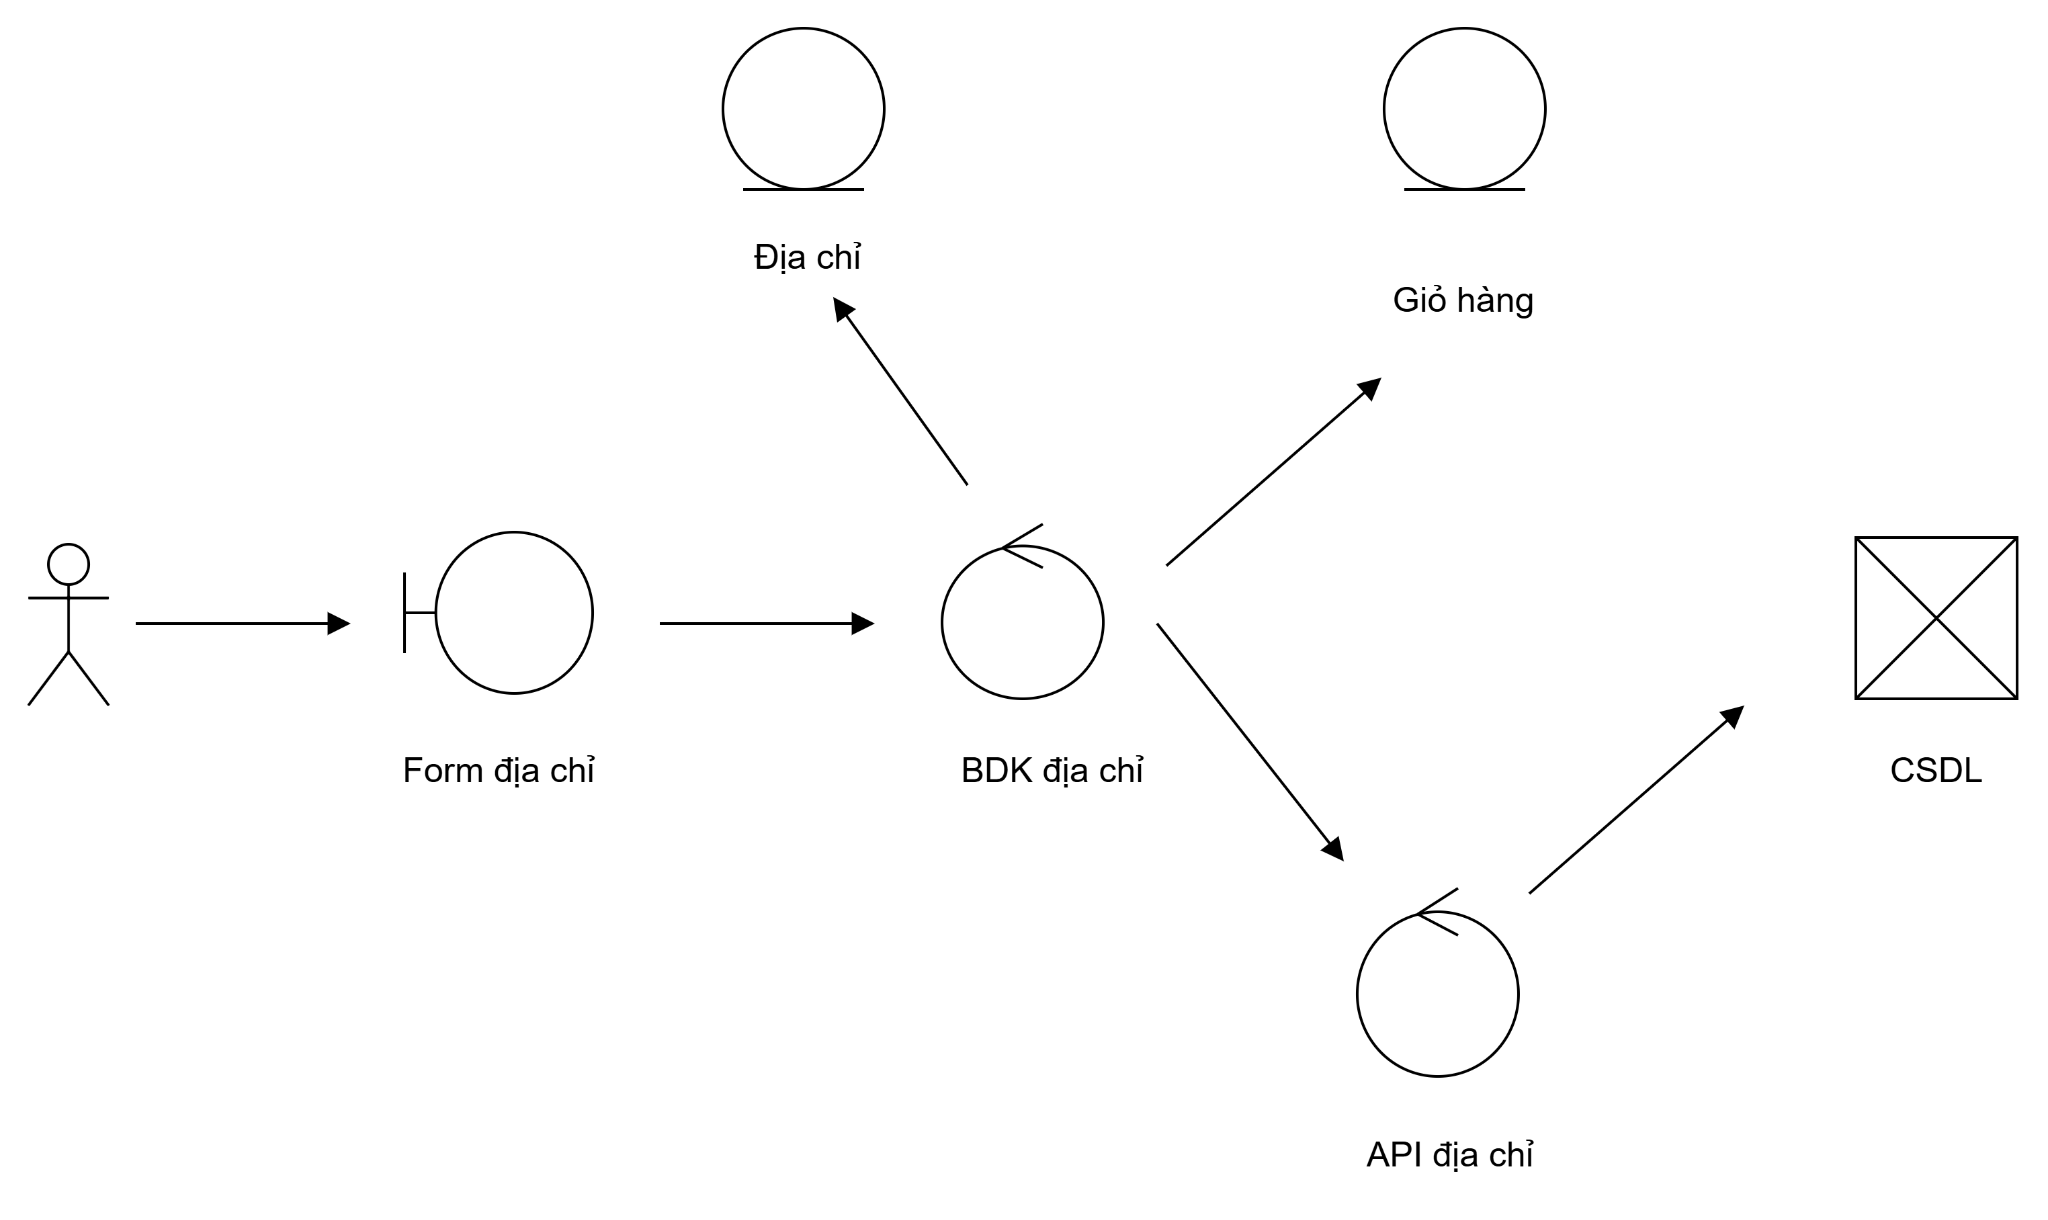 Địa chỉ
Giỏ hàng
Form địa chỉ
BDK địa chỉ
CSDL
API địa chỉ